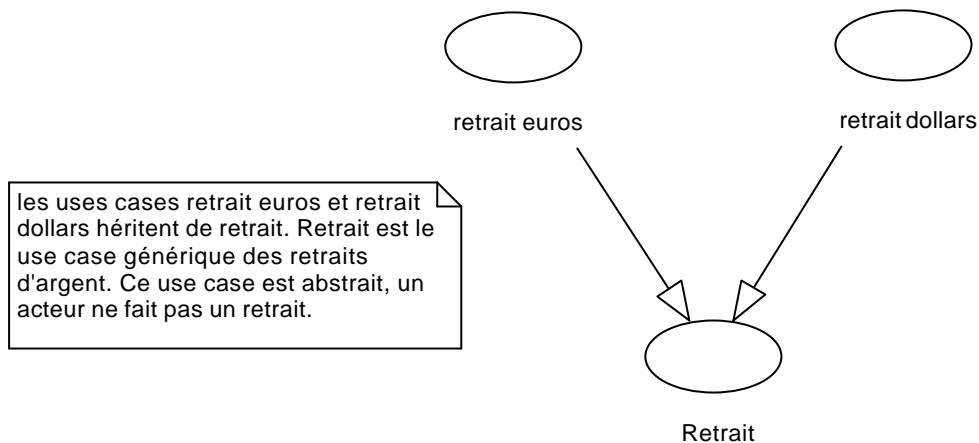 retrait euros
retrait dollars
les uses cases retrait euros et retrait
dollars héritent de retrait. Retrait est le
use case générique des retraits
d'argent. Ce use case est abstrait, un
acteur ne fait pas un retrait.
Retrait